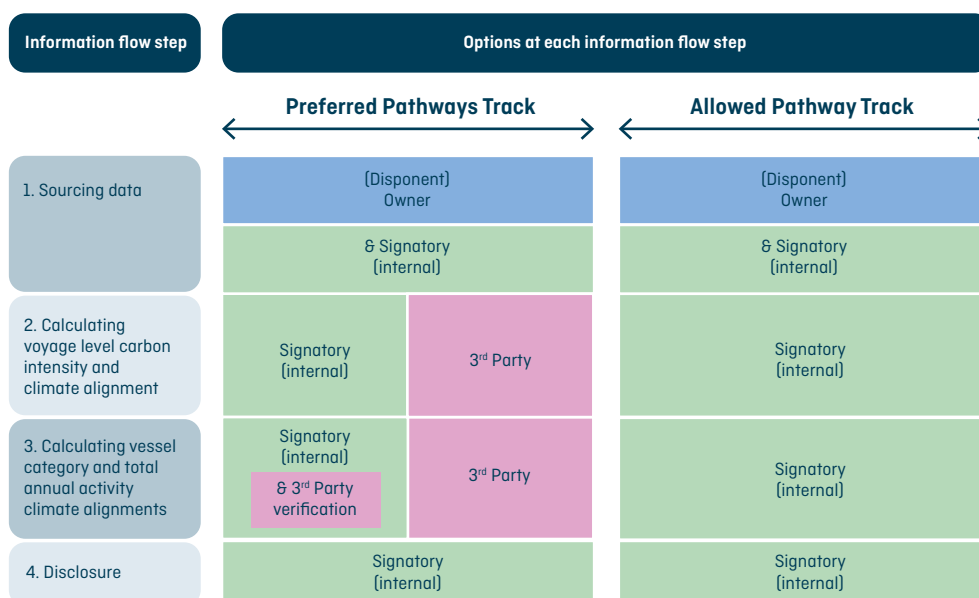 Information flow step
Options at each information flow step
Preferred Pathways Track
Allowed Pathway Track
1. Sourcing data
(Disponent)
Owner
(Disponent)
Owner
& Signatory
(internal)
& Signatory
(internal)
2. Calculating
voyage level carbon
intensity and
climate alignment
Signatory
(internal)
3rd Party
Signatory
(internal)
3. Calculating vessel
category and total
annual activity
climate alignments
Signatory
(internal)
& 3rd Party
verification
3rd Party
Signatory
(internal)
4. Disclosure
Signatory
(internal)
Signatory
(internal)